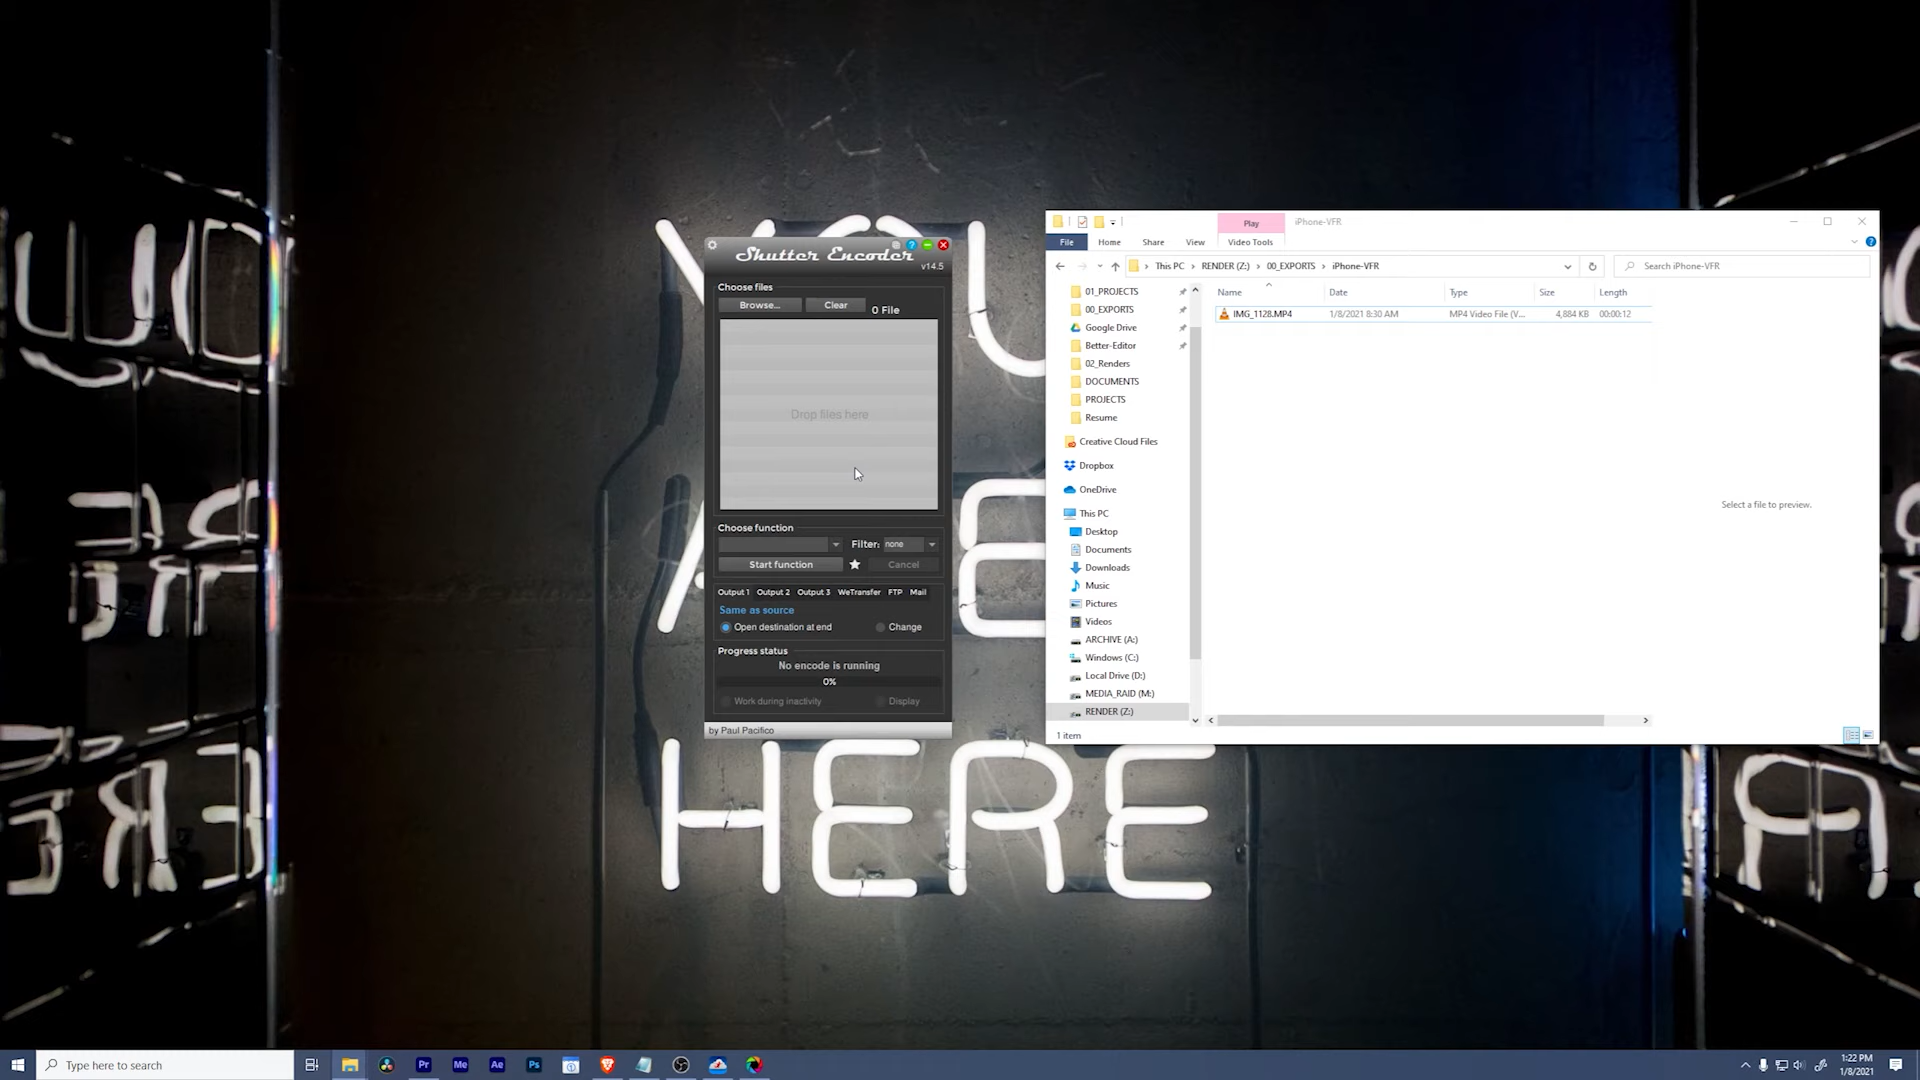 YOU
ARE
HERE
Shutter Encoder
v14.5
Choose files
Browse...
Clear
0 File
Drop files here
Choose function
Filter:
none
Start function
Cancel
Output 1
Output 2
Output 3
WeTransfer
FTP
Mail
Same as source
Open destination at end
Change
Progress status
No encode is running
0%
Work during inactivity
Display
by Paul Pacifico
Play
iPhone-VFR
File
Home
Share
View
Video Tools
This PC
RENDER (Z:)
00_EXPORTS
iPhone-VFR
Search iPhone-VFR
Name
Date
Type
Size
Length
IMG_1128.MP4
1/8/2021 8:30 AM
MP4 Video File (V...
4,884 KB
00:00:12
01_PROJECTS
00_EXPORTS
Google Drive
Better-Editor
02_Renders
DOCUMENTS
PROJECTS
Resume
Creative Cloud Files
Dropbox
OneDrive
This PC
Desktop
Documents
Downloads
Music
Pictures
Videos
ARCHIVE (A:)
Windows (C:)
Local Drive (D:)
MEDIA_RAID (M:)
RENDER (Z:)
Select a file to preview.
1 item
Type here to search
Pr
Me
Ae
Ps
1:22 PM
1/8/2021